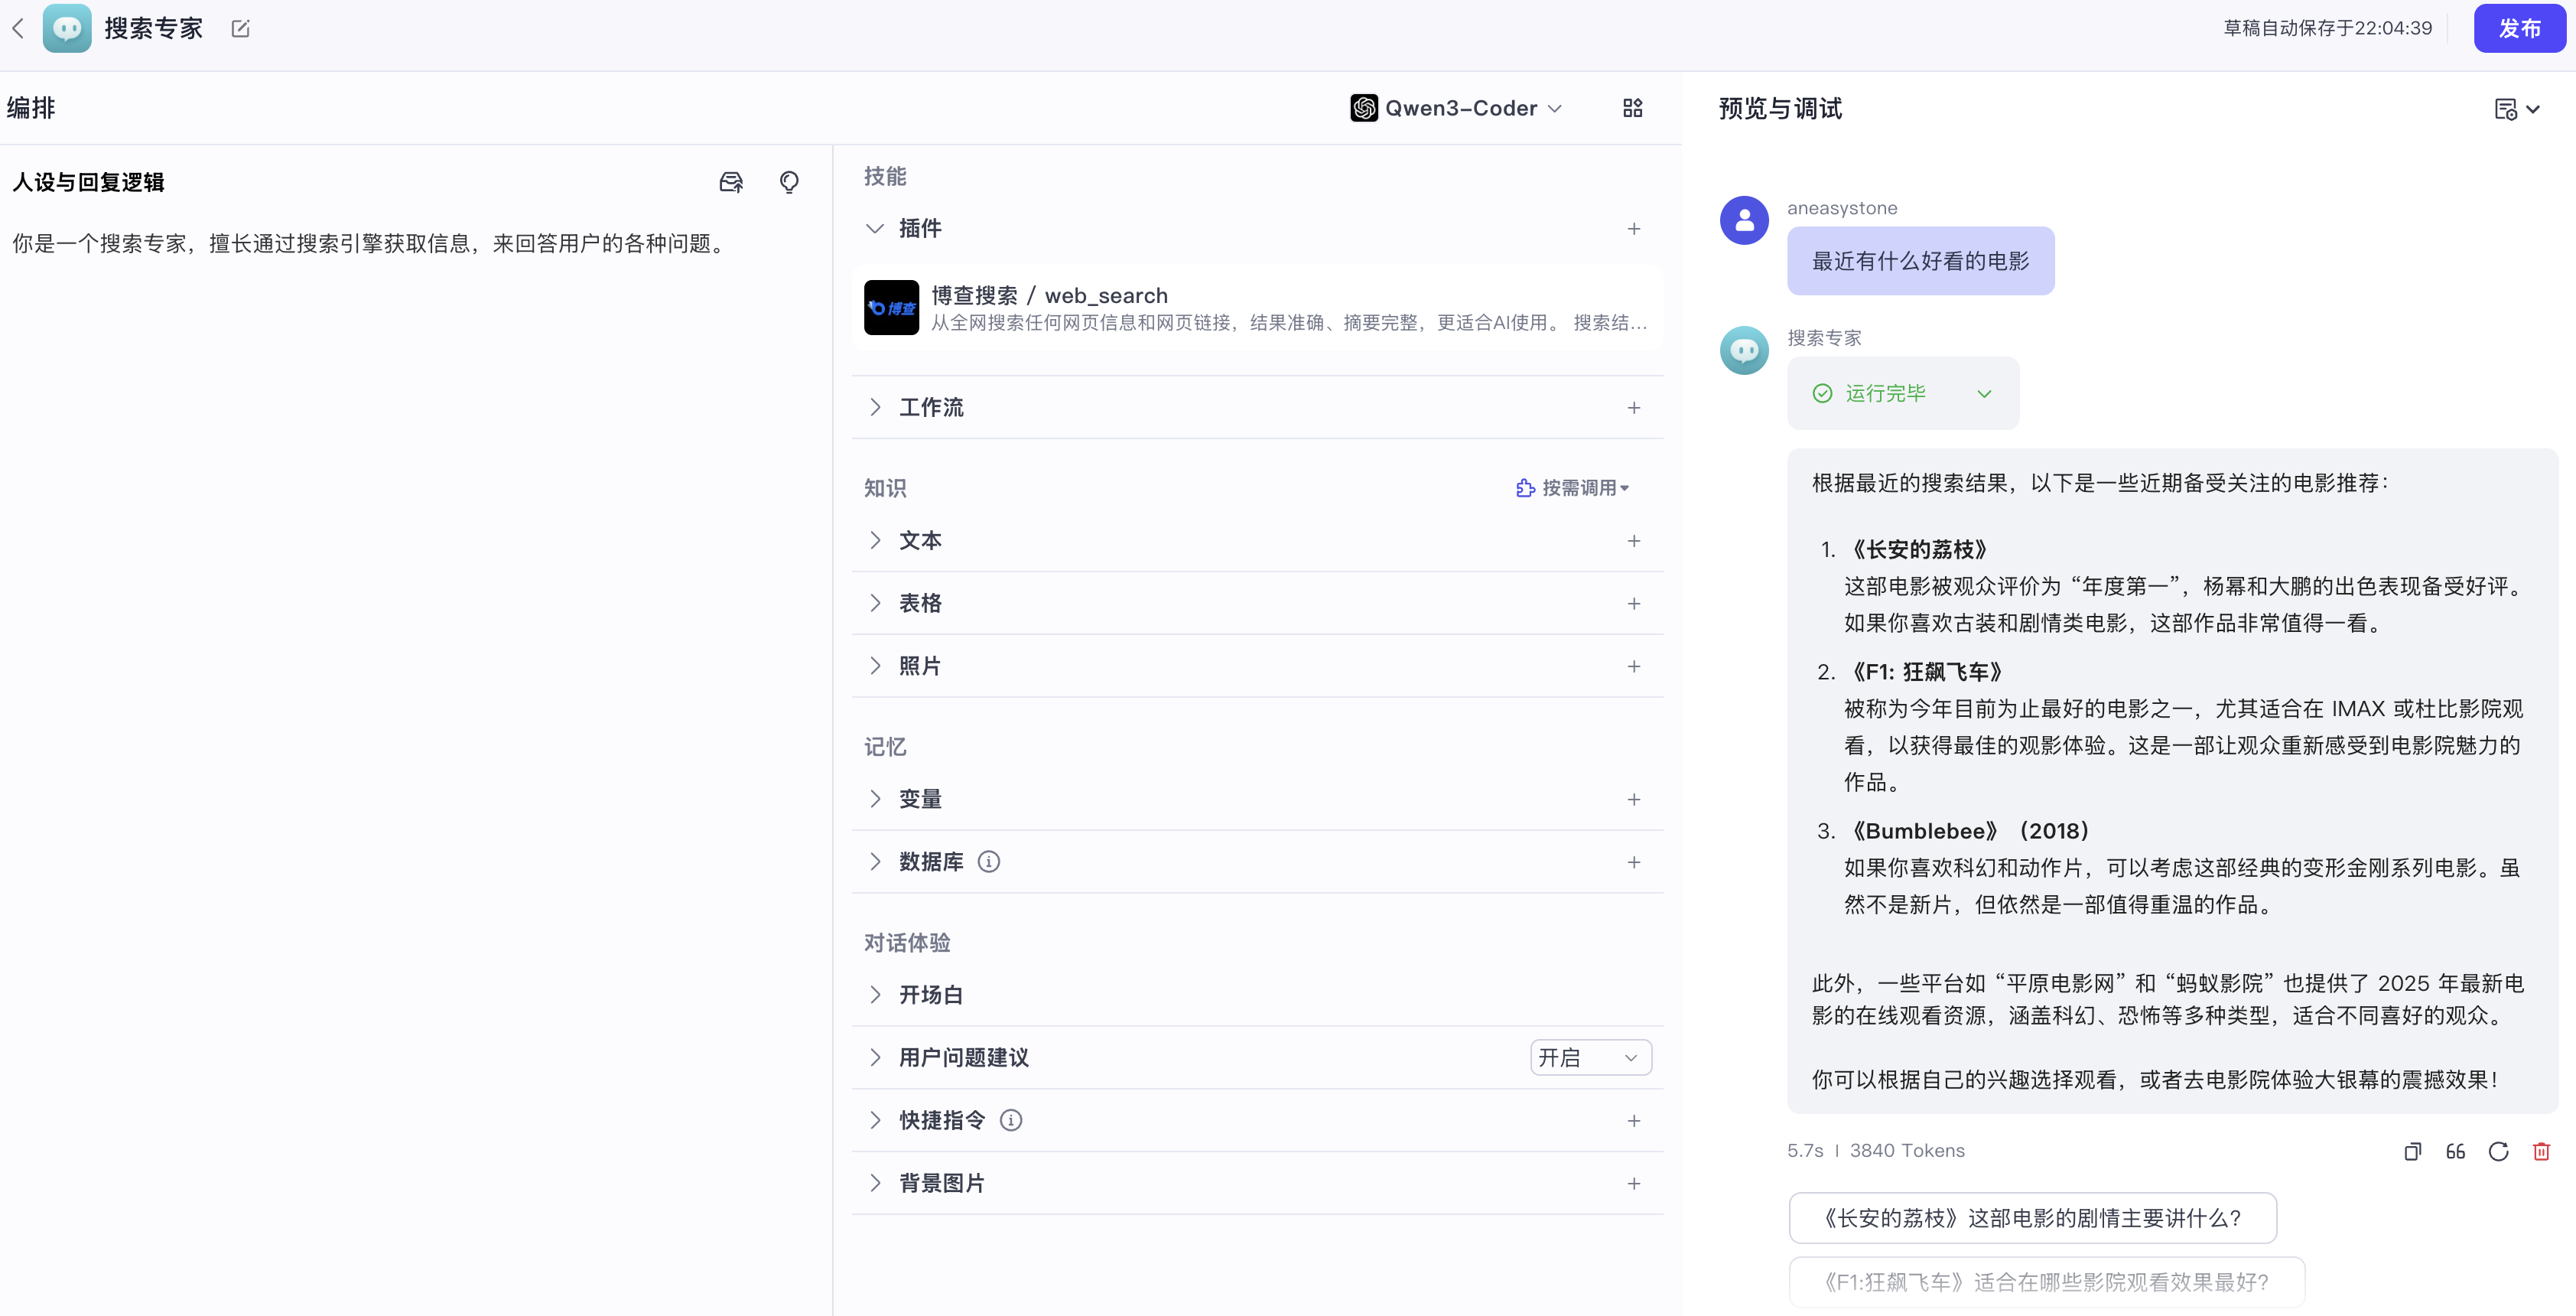 搜索专家
草稿自动保存于22:04:39
发布
编排
Qwen3-Coder
预览与调试
人设与回复逻辑
你是一个搜索专家，擅长通过搜索引擎获取信息，来回答用户的各种问题。
技能
插件
博查
博查搜索 / web_search
从全网搜索任何网页信息和网页链接，结果准确、摘要完整，更适合AI使用。 搜索结...
工作流
知识
按需调用
文本
表格
照片
记忆
变量
数据库
对话体验
开场白
用户问题建议
开启
快捷指令
背景图片
aneasystone
最近有什么好看的电影
搜索专家
运行完毕
根据最近的搜索结果，以下是一些近期备受关注的电影推荐：
1. 《长安的荔枝》
这部电影被观众评价为“年度第一”，杨幂和大鹏的出色表现备受好评。
如果你喜欢古装和剧情类电影，这部作品非常值得一看。
2. 《F1: 狂飙飞车》
被称为今年目前为止最好的电影之一，尤其适合在 IMAX 或杜比影院观
看，以获得最佳的观影体验。这是一部让观众重新感受到电影院魅力的
作品。
3. 《Bumblebee》（2018）
如果你喜欢科幻和动作片，可以考虑这部经典的变形金刚系列电影。虽
然不是新片，但依然是一部值得重温的作品。
此外，一些平台如“平原电影网”和“蚂蚁影院”也提供了 2025 年最新电
影的在线观看资源，涵盖科幻、恐怖等多种类型，适合不同喜好的观众。
你可以根据自己的兴趣选择观看，或者去电影院体验大银幕的震撼效果！
5.7s | 3840 Tokens
《长安的荔枝》这部电影的剧情主要讲什么？
《F1:狂飙飞车》适合在哪些影院观看效果最好？